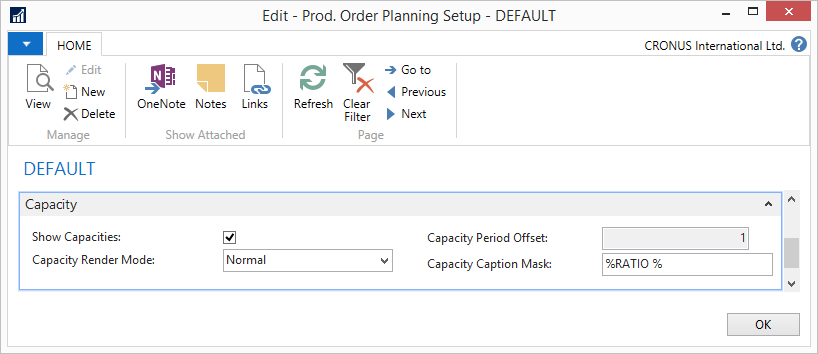 Edit - Prod. Order Planning Setup - DEFAULT
HOME
CRONUS International Ltd. ?
View
Edit
New
Delete
Manage
OneNote
Notes
Links
Show Attached
Refresh
Clear
Filter
Go to
Previous
Next
Page
DEFAULT
Capacity
Show Capacities:
Capacity Period Offset: 1
Capacity Render Mode: Normal
Capacity Caption Mask: %RATIO %
OK